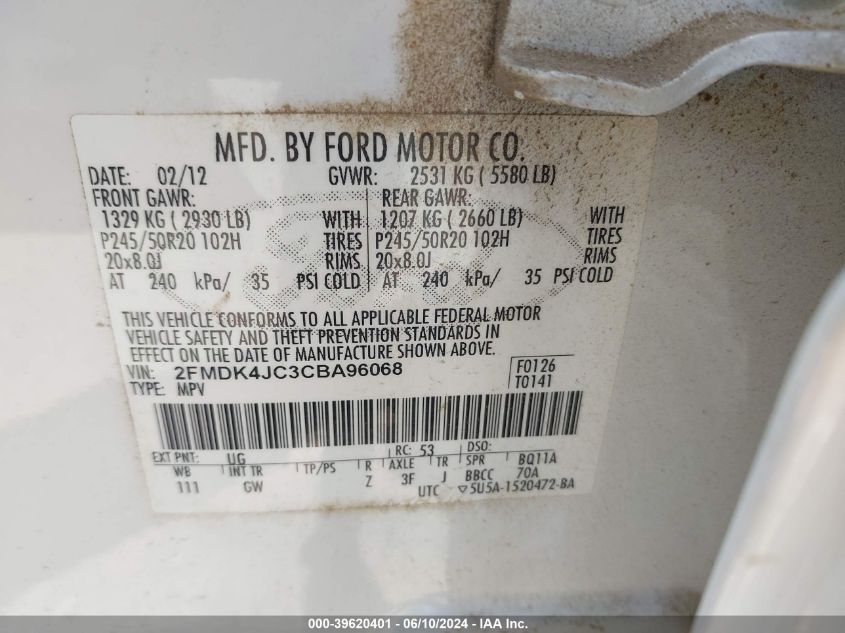 MFD. BY FORD MOTOR CO.
DATE: 02/12 GVWR: 2531 KG ( 5580 LB)
FRONT GAWR: REAR GAWR:
1329 KG ( 2930 LB) WITH 1207 KG ( 2660 LB) WITH
P245/50R20 102H TIRES P245/50R20 102H TIRES
20x8.0J RIMS 20x8.0J RIMS
AT 240 kPa/ 35 PSI COLD AT 240 kPa/ 35 PSI COLD
THIS VEHICLE CONFORMS TO ALL APPLICABLE FEDERAL MOTOR
VEHICLE SAFETY AND THEFT PREVENTION STANDARDS IN
EFFECT ON THE DATE OF MANUFACTURE SHOWN ABOVE.
VIN: 2FMDK4JC3CBA96068 F0126
TYPE: MPV T0141
EXT PNT: UG RC: 53 DSO:
WB INT TR TP/PS R AXLE TR SPR BQ11A
111 GW Z 3F J BBCC 70A
UTC ▽5U5A-1520472-BA
000-39620401 - 06/10/2024 - IAA Inc.